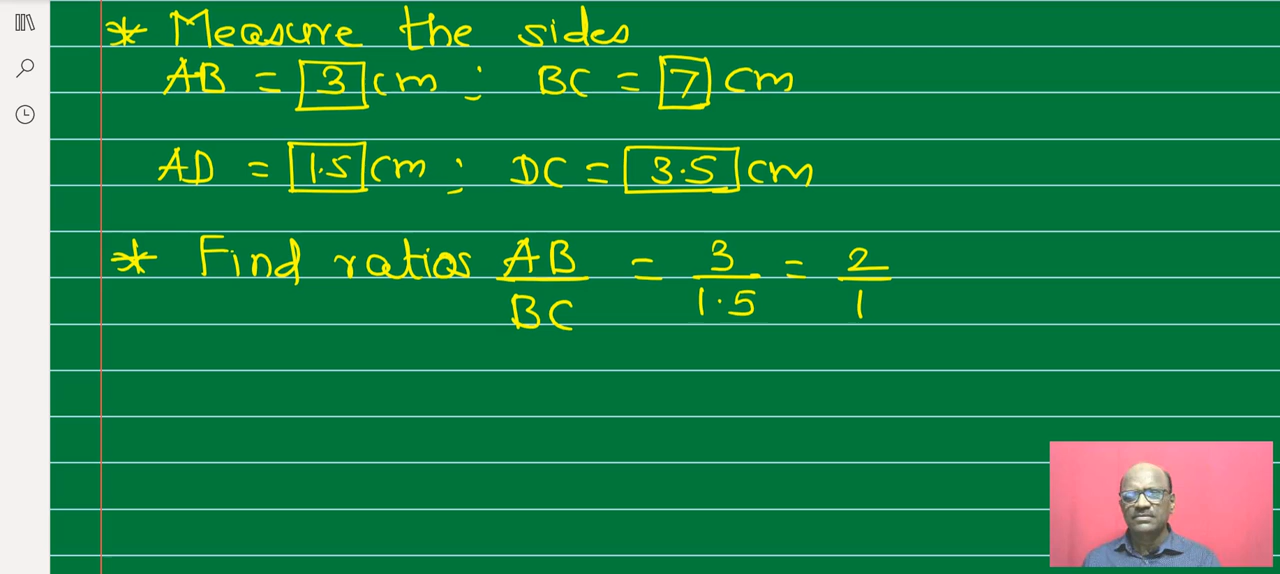 * Measure the sides
AB = 3 cm ; BC = 7 cm
AD = 1.5 cm ; DC = 3.5 cm
* Find ratios AB/BC = 3/1.5 = 2/1